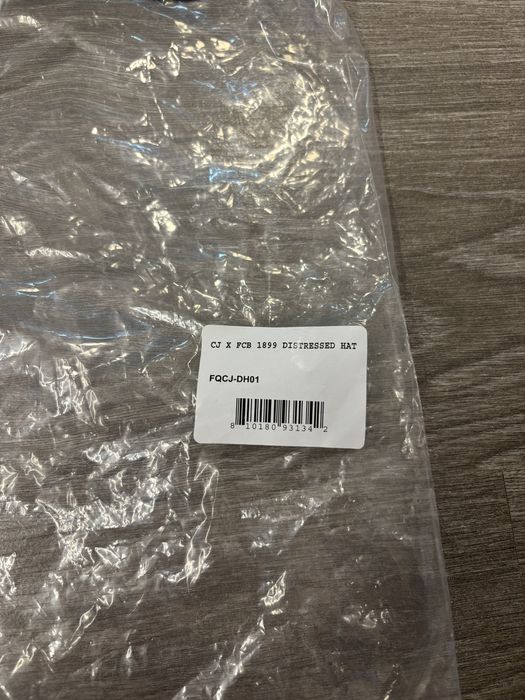 CJ X FCB 1899 DISTRESSED HAT
FQCJ-DH01
8 10180 93134 2